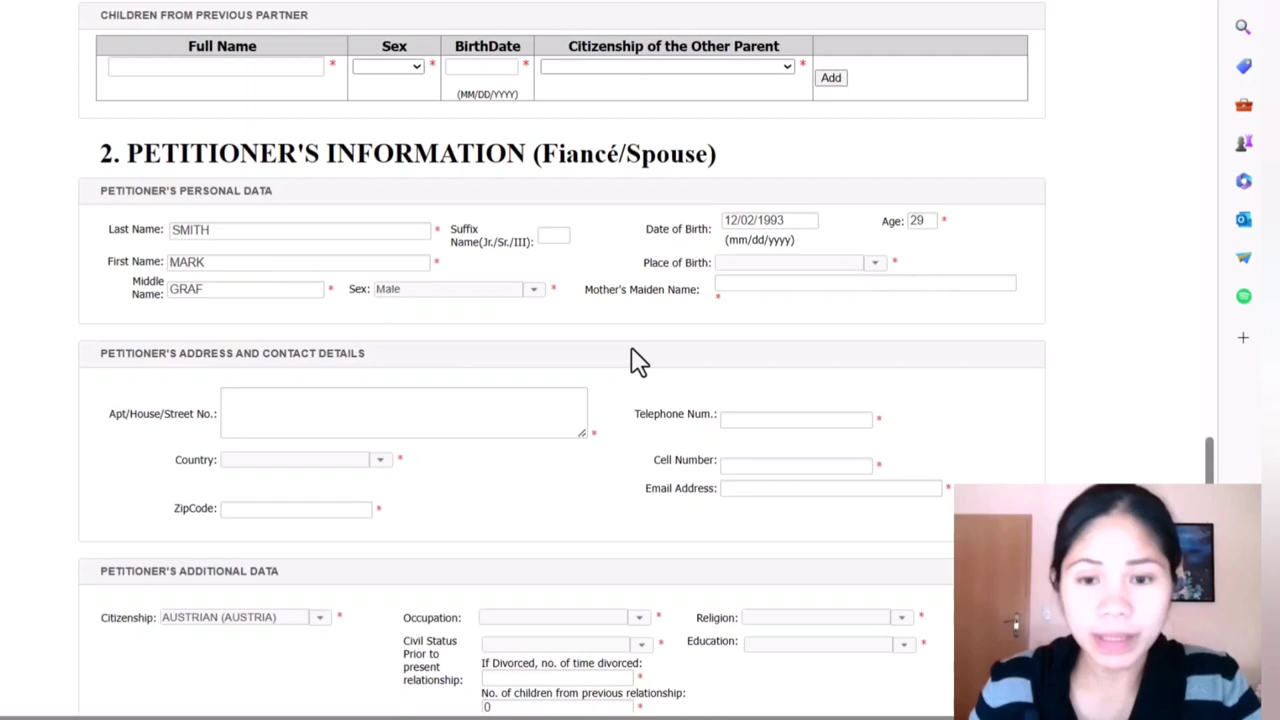 CHILDREN FROM PREVIOUS PARTNER
Full Name Sex BirthDate Citizenship of the Other Parent
* * * *
Add
(MM/DD/YYYY)
2. PETITIONER'S INFORMATION (Fiancé/Spouse)
PETITIONER'S PERSONAL DATA
Last Name: SMITH * Suffix Name(Jr./Sr./III): Date of Birth: 12/02/1993 (mm/dd/yyyy) Age: 29 *
First Name: MARK * Place of Birth: *
Middle Name: GRAF * Sex: Male * Mother's Maiden Name: *
PETITIONER'S ADDRESS AND CONTACT DETAILS
Apt/House/Street No.: * Telephone Num.: *
Country: * Cell Number: *
Email Address: *
ZipCode: *
PETITIONER'S ADDITIONAL DATA
Citizenship: AUSTRIAN (AUSTRIA) * Occupation: * Religion: *
Civil Status Prior to present relationship: * Education: *
If Divorced, no. of time divorced:
*
No. of children from previous relationship:
0 *